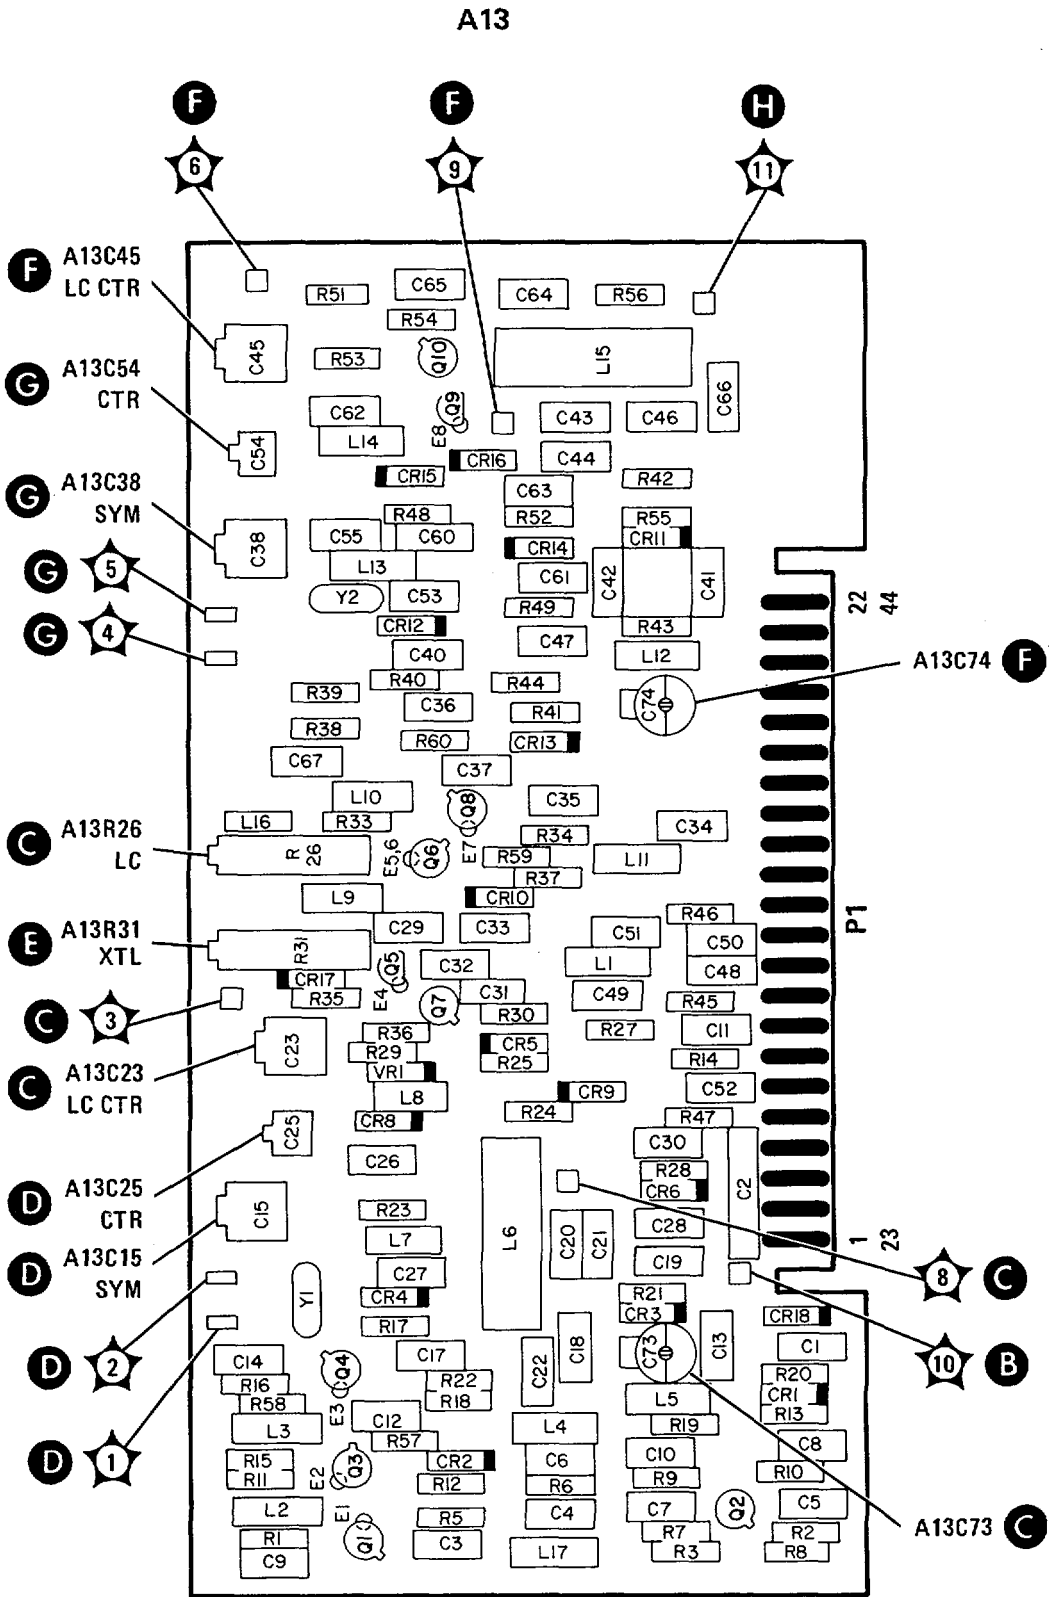 A13
F F H
6 9 11
F A13C45
LC CTR
G A13C54
CTR
G A13C38
SYM
G 5
G 4
C A13R26
LC
E A13R31
XTL
C 3
C A13C23
LC CTR
D A13C25
CTR
D A13C15
SYM
D 2
D 1
R51 C65 C64 R56
R54
C45 R53 Q10 L15
C66
C62 Q9 C43 C46
L14 E8
C54 CR16 C44
CR15 R42
C63
R48 R52 R55
C38 C55 C60 CR14 CR11
L13 C61 C42 C41
Y2 C53 R49
CR12 C47 R43
C40 L12
R40 R44
R39 C36 R41 C74
R38 R60 CR13
C67 C37
L10 C35
L16 R33 Q8 R34 C34
R26 E5,6 Q6 E7 R59 L11
R37
L9 CR10
C29 C33 R46
R31 C51 C50
Q5 C32 L1 C48
CR17 C31 C49
R35 E4 Q7 R30 R45
R36 R27 C11
C23 R29 CR5
VR1 R25 R14
L8 CR9 C52
CR8 R24 R47
C25 C30
C26 R28
CR6 C2
C15 R23 L6 C20 C21 C28
L7
C27 C19
Y1 CR4 R21
R17 CR3 CR18
C14 C17 C18 C73 C13 C1
R16 Q4 R22 C22 R20
R58 E3 R18 L5 CR1
L3 C12 L4 R19 R13
R57 C8
R15 Q3 CR2 C6 C10
R11 E2 R12 R6 R9 R10
L2 E1 R5 C4 C7 Q2 C5
R1 Q1 C3 R7 R2
C9 L17 R3 R8
22 44
A13C74 F
P1
1 23
8 C
10 B
A13C73 C